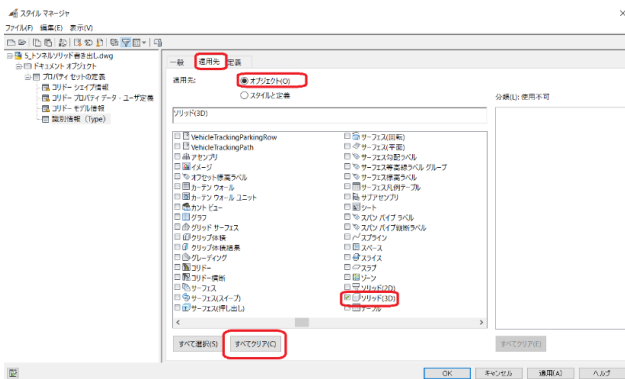 スタイル マネージャ
ファイル(F) 編集(E) 表示(V)
5_トンネルソリッド書き出し.dwg
ドキュメント オブジェクト
プロパティ セットの定義
コリドー シェイプ情報
コリドー プロパティデータ - ユーザ定義
コリドー モデル情報
識別情報 (Type)
一般 適用先 定義
適用先:
オブジェクト(O)
スタイルと定義
分類(L): 使用不可
ソリッド(3D)
VehicleTrackingParkingRow
VehicleTrackingPath
アセンブリ
イメージ
オフセット標高ラベル
カーテン ウォール
カーテン ウォール ユニット
カント ビュー
グラフ
グリッド サーフェス
クリップ体積
クリップ体積結果
グレーディング
コリドー
コリドー横断
サーフェス
サーフェス(スイープ)
サーフェス(押し出し)
サーフェス(回転)
サーフェス(平面)
サーフェス勾配ラベル
サーフェス等高線ラベル グループ
サーフェス標高ラベル
サーフェス凡例テーブル
サブアセンブリ
シート
スパン パイプ ラベル
スパン パイプ縦断ラベル
スプライン
スペース
スライス
スラブ
ゾーン
ソリッド(2D)
ソリッド(3D)
テーブル
すべて選択(S) すべてクリア(C)
すべてクリア(E)
OK キャンセル 適用(A) ヘルプ